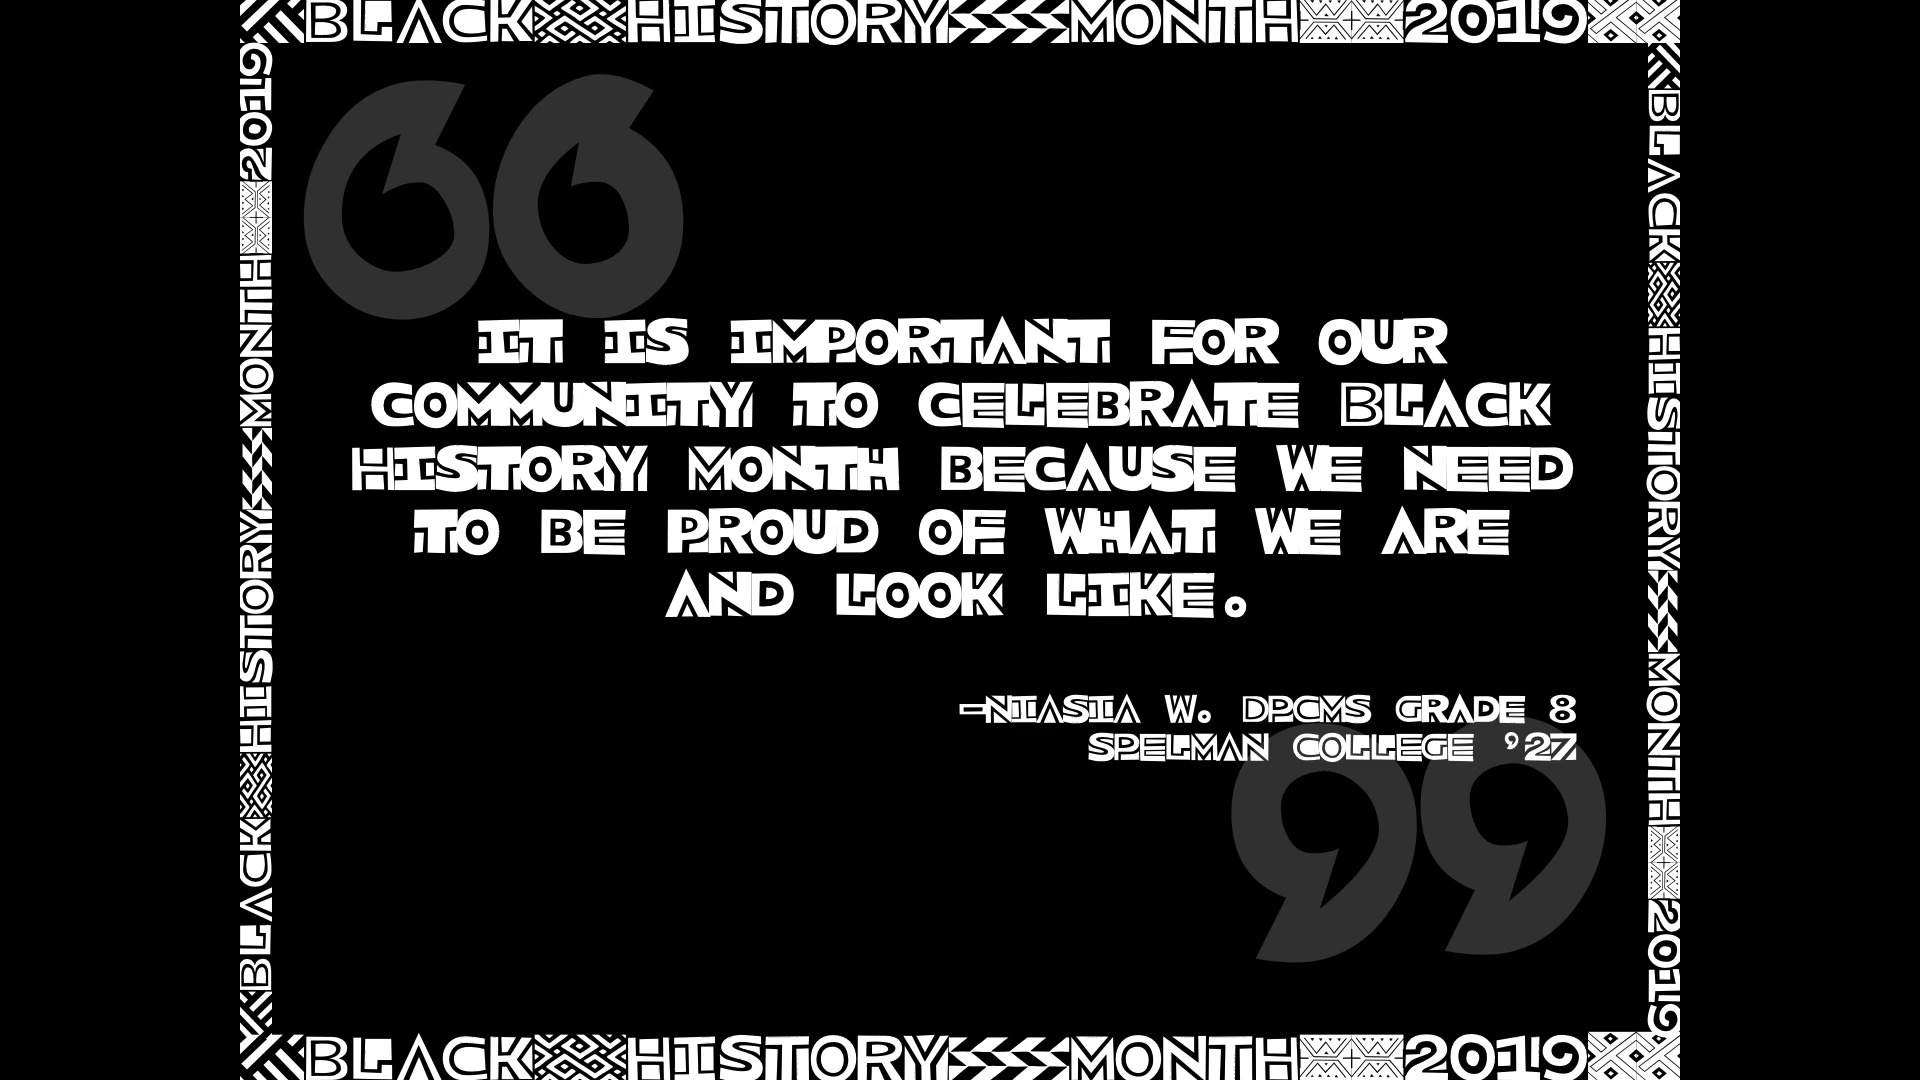 BLACK HISTORY MONTH 2019
BLACK HISTORY MONTH 2019
BLACK HISTORY MONTH 2019
IT IS IMPORTANT FOR OUR
COMMUNITY TO CELEBRATE BLACK
HISTORY MONTH BECAUSE WE NEED
TO BE PROUD OF WHAT WE ARE
AND LOOK LIKE.
-NIASIA W. DPCMS GRADE 8
SPELMAN COLLEGE '27
BLACK HISTORY MONTH 2019